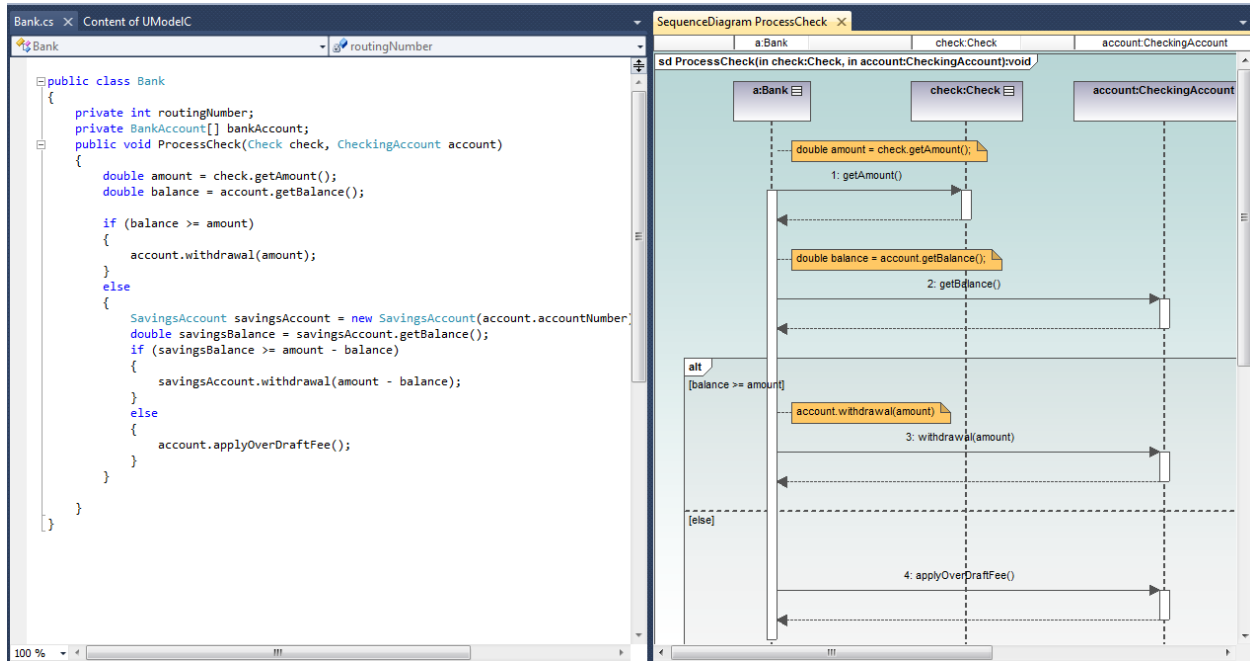 Bank.cs Content of UModelC
Bank routingNumber
public class Bank
{
private int routingNumber;
private BankAccount[] bankAccount;
public void ProcessCheck(Check check, CheckingAccount account)
{
double amount = check.getAmount();
double balance = account.getBalance();
if (balance >= amount)
{
account.withdrawal(amount);
}
else
{
SavingsAccount savingsAccount = new SavingsAccount(account.accountNumber)
double savingsBalance = savingsAccount.getBalance();
if (savingsBalance >= amount - balance)
{
savingsAccount.withdrawal(amount - balance);
}
else
{
account.applyOverDraftFee();
}
}
}
}
100 %
SequenceDiagram ProcessCheck
a:Bank check:Check account:CheckingAccount
sd ProcessCheck(in check:Check, in account:CheckingAccount):void
a:Bank check:Check account:CheckingAccount
double amount = check.getAmount();
1: getAmount()
double balance = account.getBalance();
2: getBalance()
alt
[balance >= amount]
account.withdrawal(amount)
3: withdrawal(amount)
[else]
4: applyOverDraftFee()